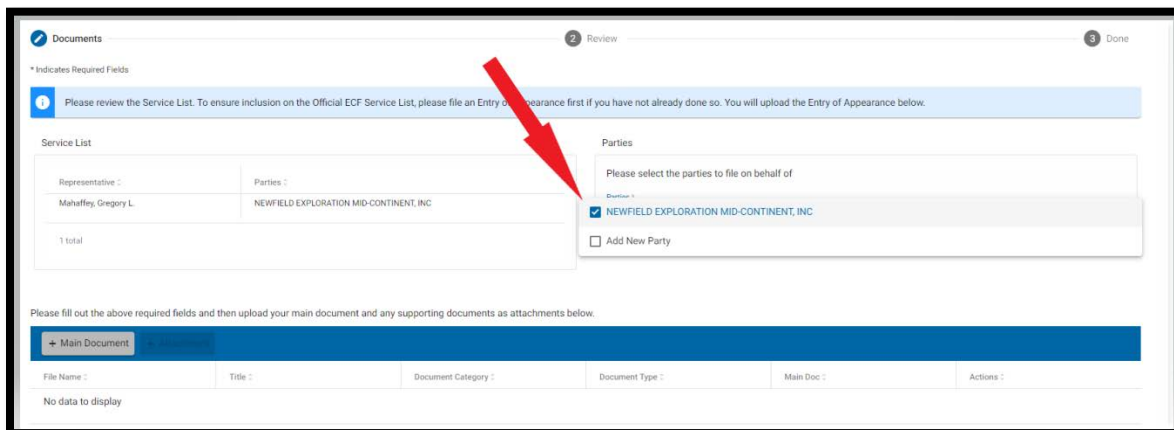 Documents
2 Review
3 Done
* Indicates Required Fields
Please review the Service List. To ensure inclusion on the Official ECF Service List, please file an Entry of Appearance first if you have not already done so. You will upload the Entry of Appearance below.
Service List
Parties
Please select the parties to file on behalf of
Representative
Parties
Parties *
Mahaffey, Gregory L.
NEWFIELD EXPLORATION MID-CONTINENT, INC
NEWFIELD EXPLORATION MID-CONTINENT, INC
1 total
Add New Party
Please fill out the above required fields and then upload your main document and any supporting documents as attachments below.
+ Main Document
+ Attachment
File Name
Title
Document Category
Document Type
Main Doc
Actions
No data to display